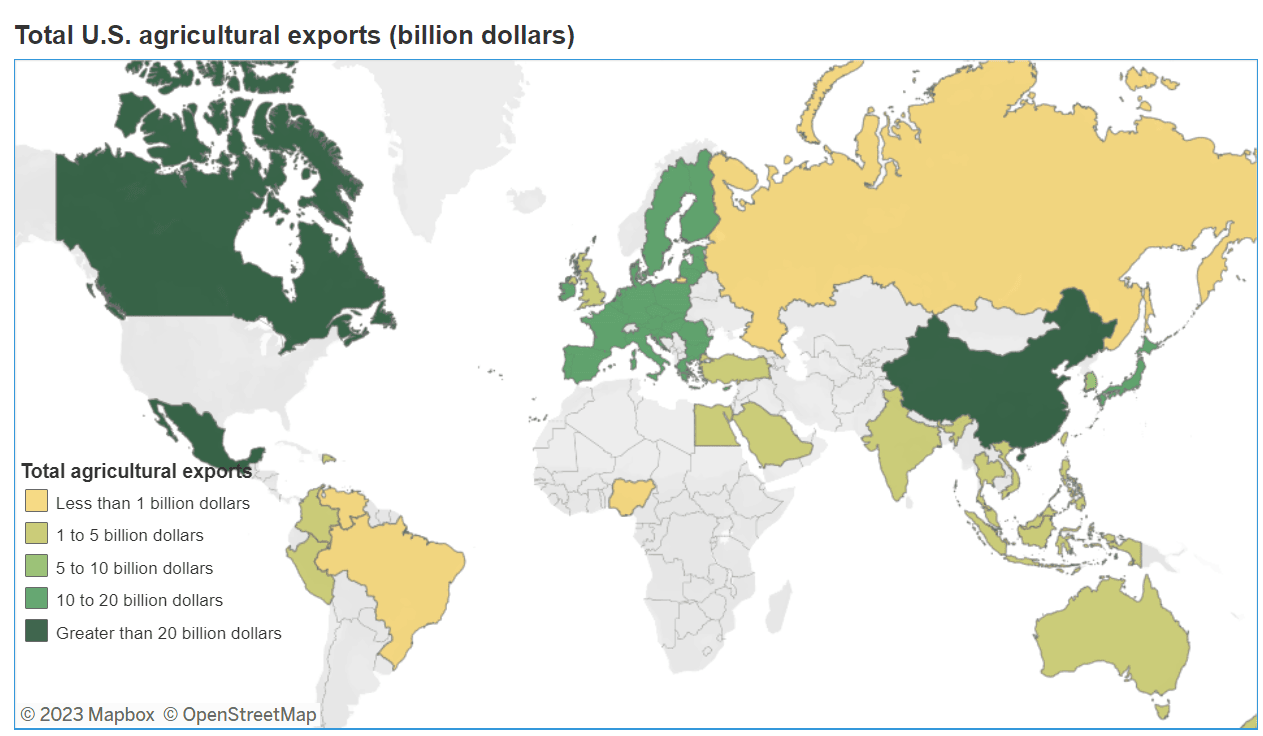 Total U.S. agricultural exports (billion dollars)
Total agricultural exports
Less than 1 billion dollars
1 to 5 billion dollars
5 to 10 billion dollars
10 to 20 billion dollars
Greater than 20 billion dollars
© 2023 Mapbox © OpenStreetMap